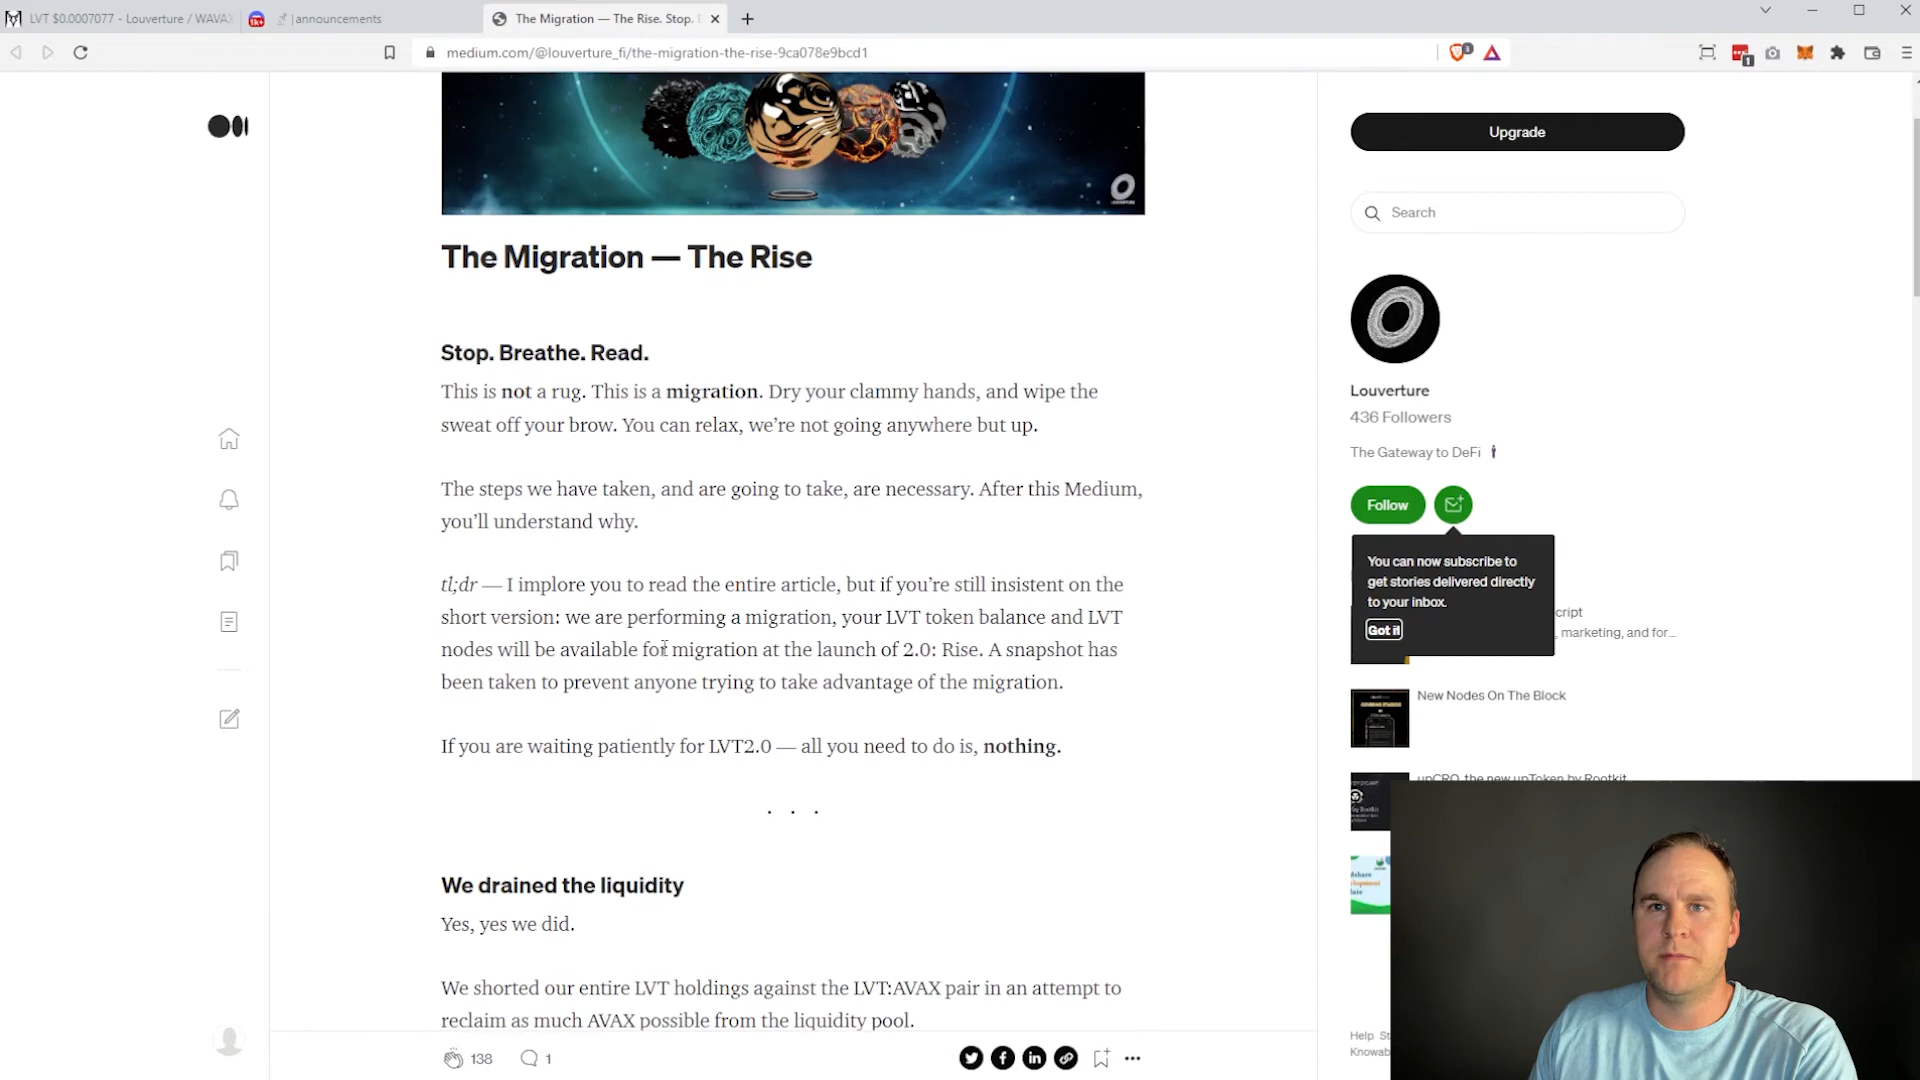 LVT $0.0007077 - Louverture / WAVAX
1k+
announcements
The Migration — The Rise. Stop.
medium.com/@louverture_fi/the-migration-the-rise-9ca078e9bcd1
3
1
Upgrade
Search
LOUVERTURE
The Migration — The Rise
Stop. Breathe. Read.
This is not a rug. This is a migration. Dry your clammy hands, and wipe the
sweat off your brow. You can relax, we're not going anywhere but up.
The steps we have taken, and are going to take, are necessary. After this Medium,
you'll understand why.
tl;dr — I implore you to read the entire article, but if you're still insistent on the
short version: we are performing a migration, your LVT token balance and LVT
nodes will be available for migration at the launch of 2.0: Rise. A snapshot has
been taken to prevent anyone trying to take advantage of the migration.
If you are waiting patiently for LVT2.0 — all you need to do is, nothing.
. . .
We drained the liquidity
Yes, yes we did.
We shorted our entire LVT holdings against the LVT:AVAX pair in an attempt to
reclaim as much AVAX possible from the liquidity pool.
138
1
Louverture
436 Followers
The Gateway to DeFi
Follow
You can now subscribe to
get stories delivered directly
to your inbox.
Got it
cript
, marketing, and for...
New Nodes On The Block
upCRO, the new upToken by Rootkit
Help St
Knowab